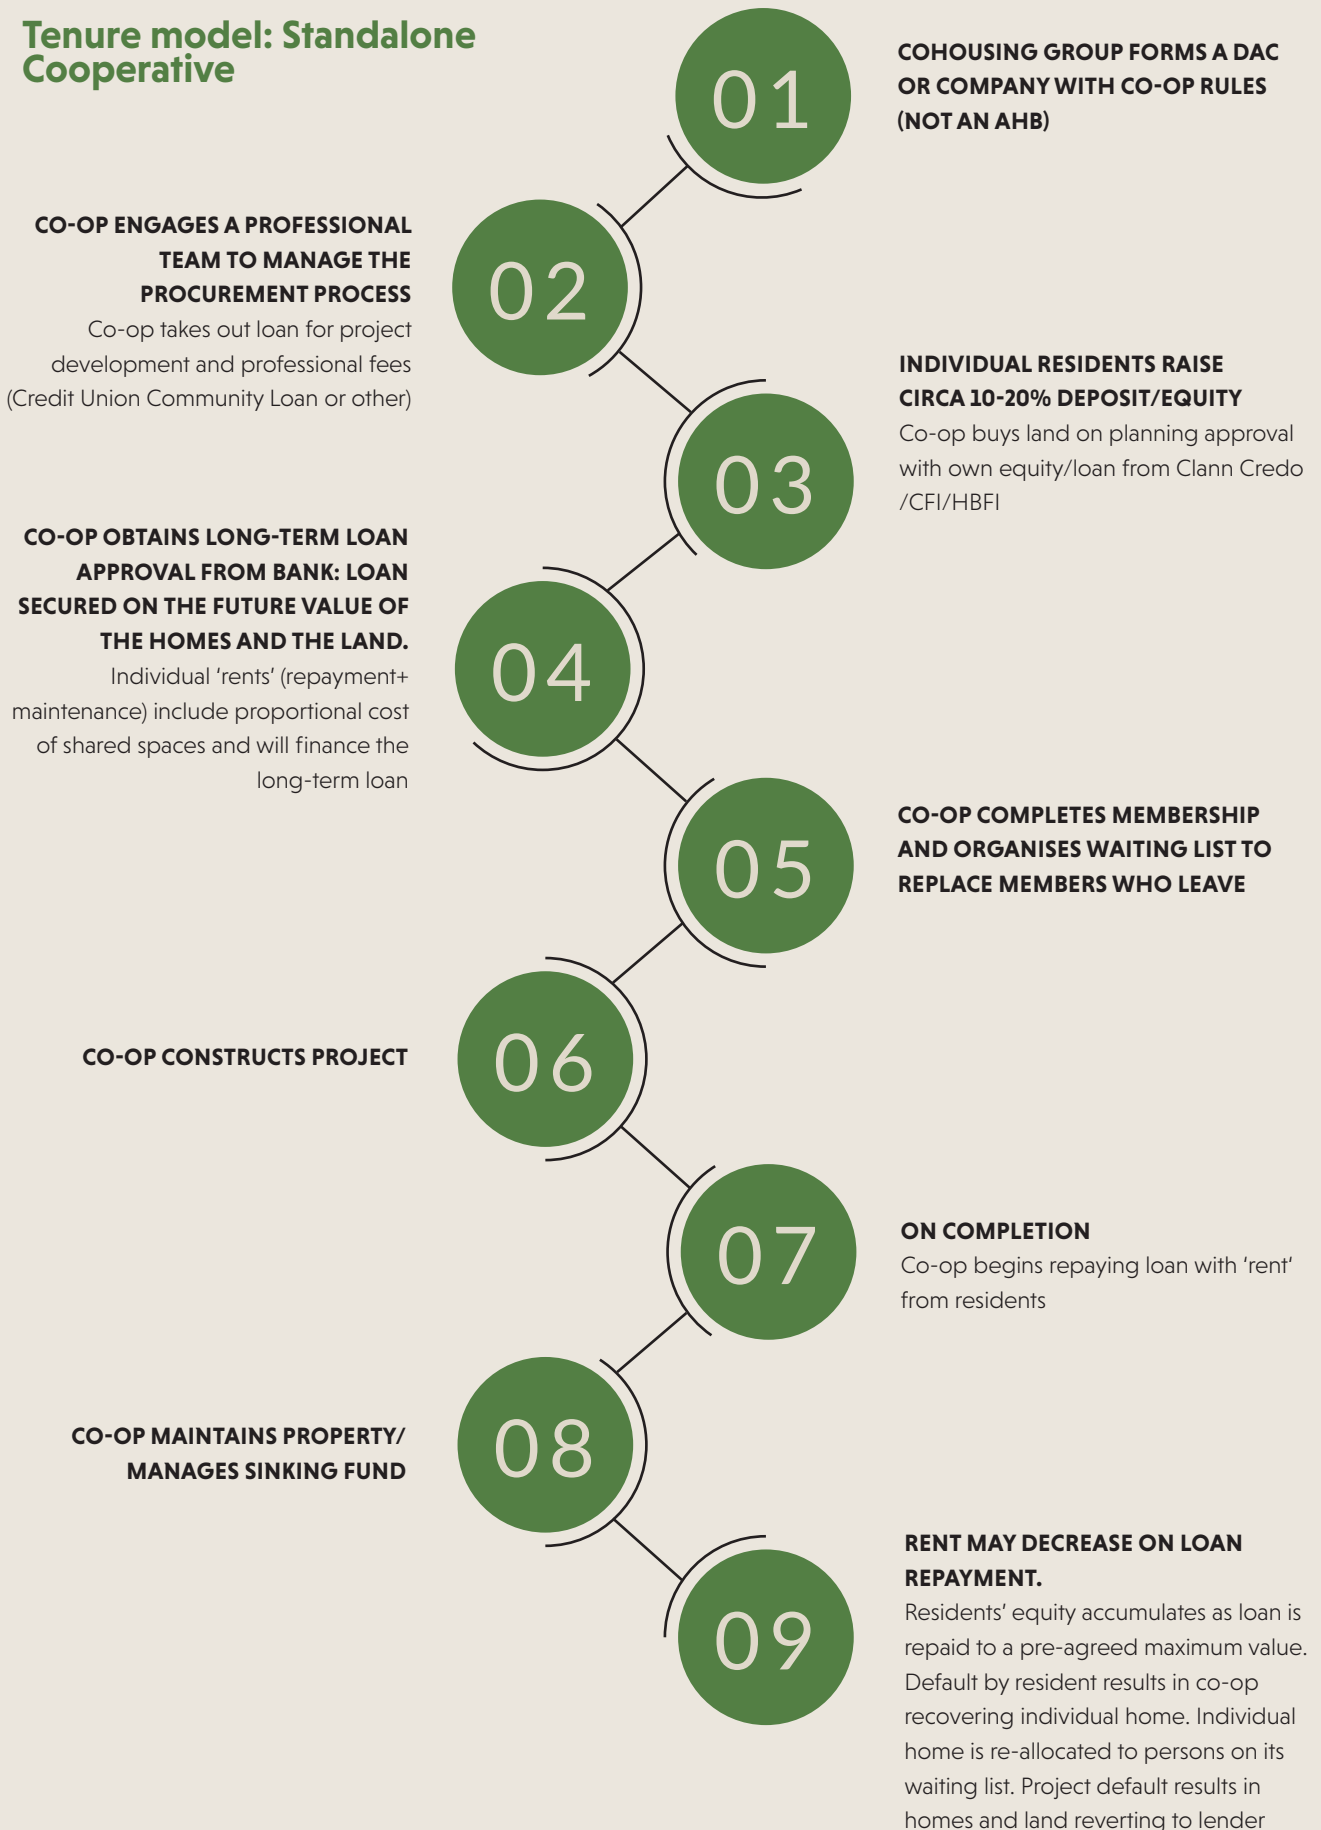 Tenure model: Standalone
Cooperative
01
COHOUSING GROUP FORMS A DAC
OR COMPANY WITH CO-OP RULES
(NOT AN AHB)
02
CO-OP ENGAGES A PROFESSIONAL
TEAM TO MANAGE THE
PROCUREMENT PROCESS
Co-op takes out loan for project
development and professional fees
(Credit Union Community Loan or other)
03
INDIVIDUAL RESIDENTS RAISE
CIRCA 10-20% DEPOSIT/EQUITY
Co-op buys land on planning approval
with own equity/loan from Clann Credo
/CFI/HBFI
04
CO-OP OBTAINS LONG-TERM LOAN
APPROVAL FROM BANK: LOAN
SECURED ON THE FUTURE VALUE OF
THE HOMES AND THE LAND.
Individual ‘rents’ (repayment+
maintenance) include proportional cost
of shared spaces and will finance the
long-term loan
05
CO-OP COMPLETES MEMBERSHIP
AND ORGANISES WAITING LIST TO
REPLACE MEMBERS WHO LEAVE
06
CO-OP CONSTRUCTS PROJECT
07
ON COMPLETION
Co-op begins repaying loan with ‘rent‘
from residents
08
CO-OP MAINTAINS PROPERTY/
MANAGES SINKING FUND
09
RENT MAY DECREASE ON LOAN
REPAYMENT.
Residents’ equity accumulates as loan is
repaid to a pre-agreed maximum value.
Default by resident results in co-op
recovering individual home. Individual
home is re-allocated to persons on its
waiting list. Project default results in
homes and land reverting to lender